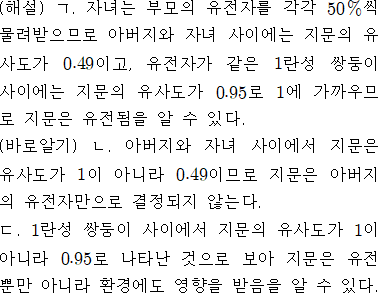 (해설) ㄱ. 자녀는 부모의 유전자를 각각 50%씩
물려받으므로 아버지와 자녀 사이에는 지문의 유
사도가 0.49이고, 유전자가 같은 1란성 쌍둥이
사이에는 지문의 유사도가 0.95로 1에 가까우므
로 지문은 유전됨을 알 수 있다.
(바로알기) ㄴ. 아버지와 자녀 사이에서 지문은
유사도가 1이 아니라 0.49이므로 지문은 아버지
의 유전자만으로 결정되지 않는다.
ㄷ. 1란성 쌍둥이 사이에서 지문의 유사도가 1이
아니라 0.95로 나타난 것으로 보아 지문은 유전
뿐만 아니라 환경에도 영향을 받음을 알 수 있다.